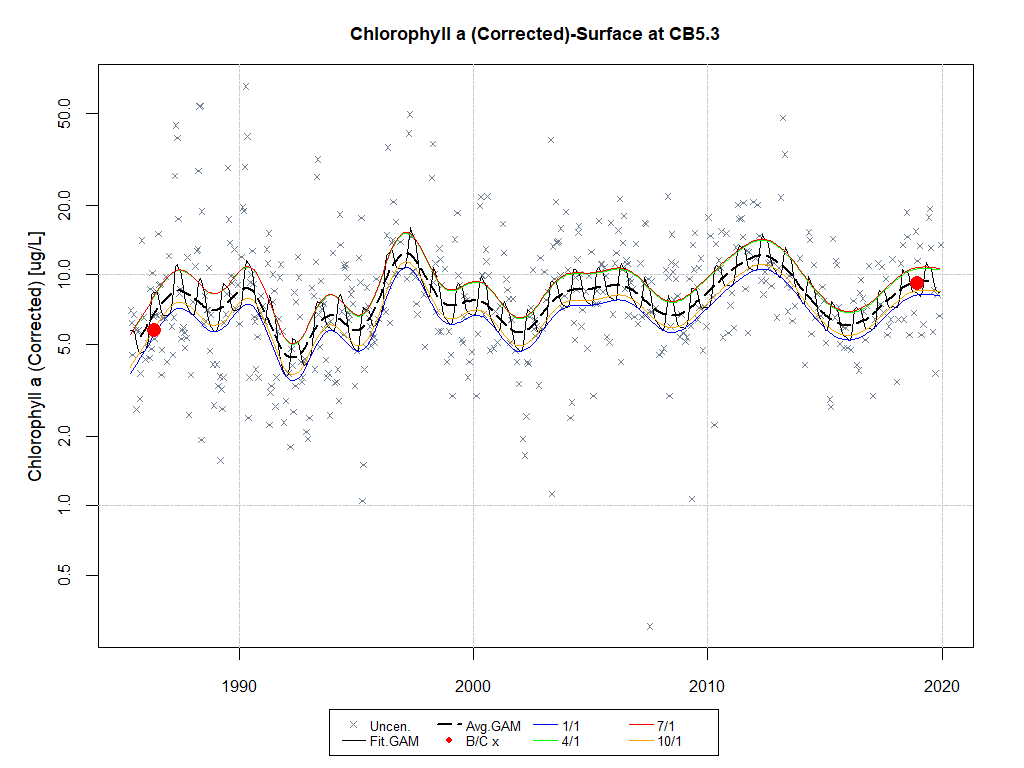 Chlorophyll a (Corrected)-Surface at CB5.3
Chlorophyll a (Corrected) [ug/L]
50.0
20.0
10.0
5.0
2.0
1.0
0.5
1990 2000 2010 2020
Uncen. Avg.GAM 1/1 7/1
Fit.GAM B/C x 4/1 10/1